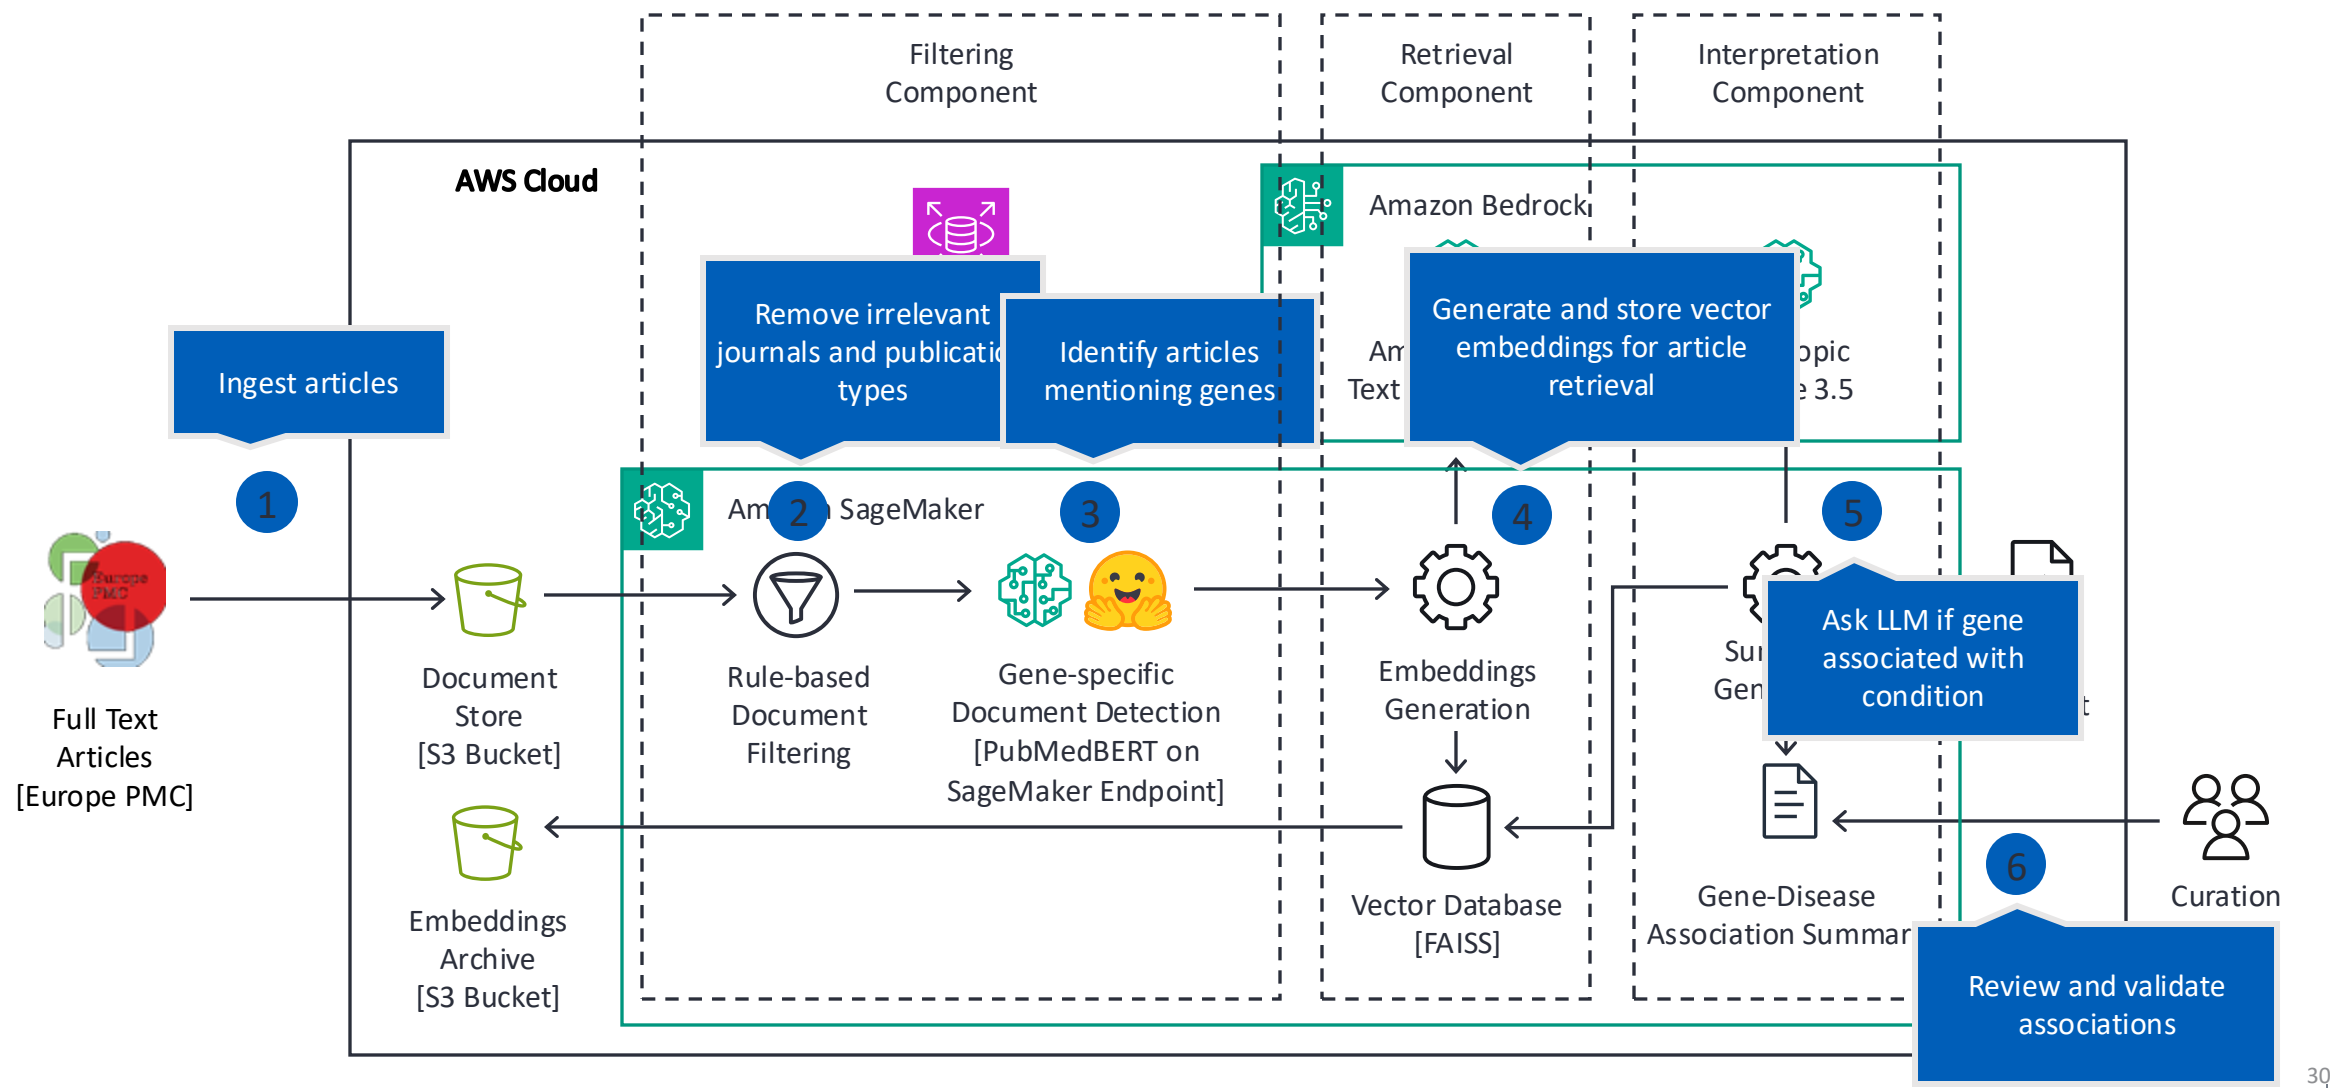 Filtering
Component
Retrieval
Component
Interpretation
Component
AWS Cloud
Amazon Bedrock
Remove irrelevant
journals and
types
Identify articles
mentioning genes
Generate and store vector
embeddings for article
retrieval
Text
3.5
Ingest articles
1
SageMaker
2
3
4
5
Europe
PMC
Full Text
Articles
[Europe PMC]
Document
Store
[S3 Bucket]
Rule-based
Document
Filtering
Gene-specific
Document Detection
[PubMedBERT on
SageMaker Endpoint]
Embeddings
Generation
Ask LLM if gene
associated with
condition
Embeddings
Archive
[S3 Bucket]
Vector Database
[FAISS]
Gene-Disease
Association
6
Curation
Review and validate
associations
30